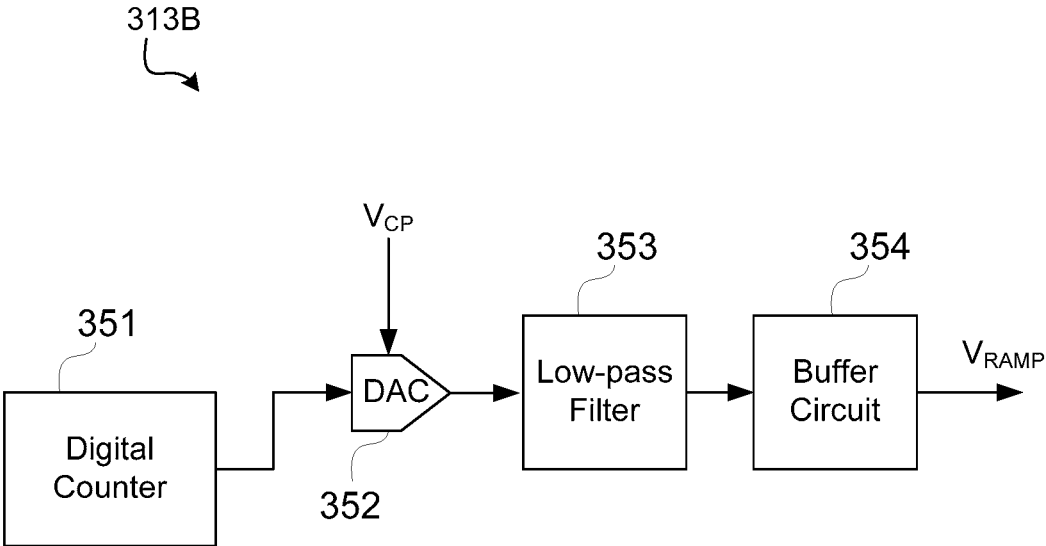 313B
V_CP
353
354
351
V_RAMP
DAC
Low-pass
Filter
Buffer
Circuit
Digital
Counter
352